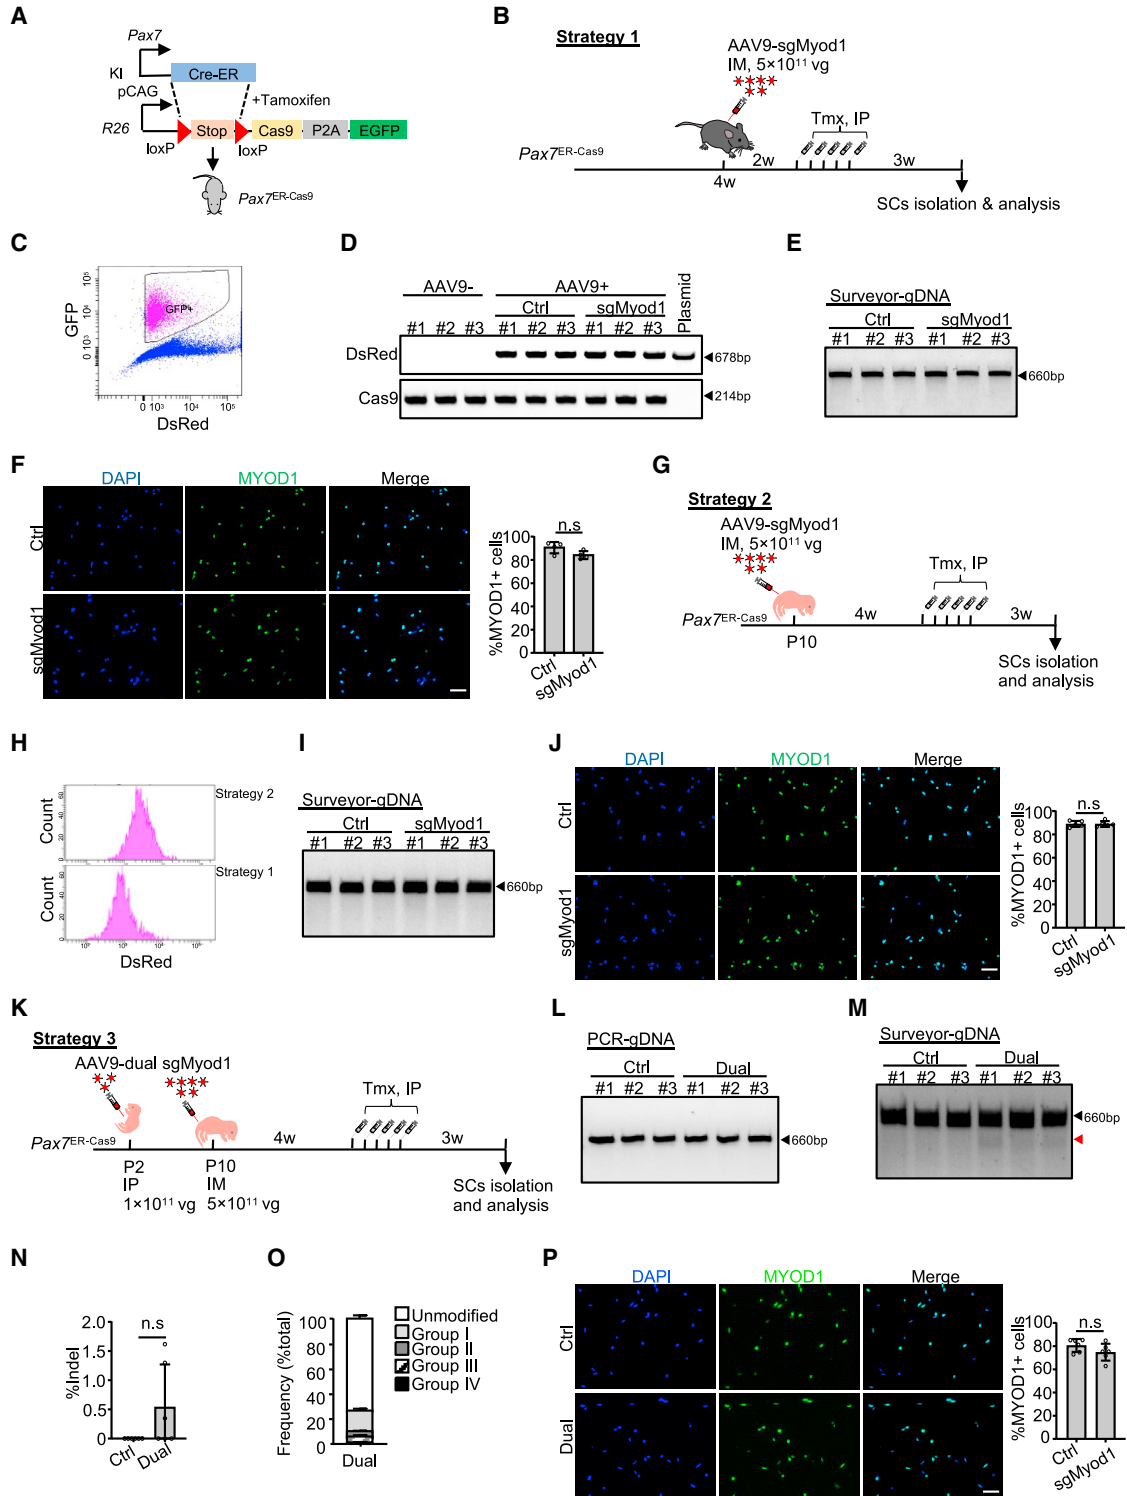 A
Pax7
KI
Cre-ER
pCAG
+Tamoxifen
R26
Stop
Cas9
P2A
EGFP
loxP
loxP
Pax7ER-Cas9
B
Strategy 1
AAV9-sgMyod1
IM, 5×10¹¹ vg
Tmx, IP
Pax7ER-Cas9
2w
3w
4w
SCs isolation & analysis
C
GFP
10⁵
10⁴
10³
0
GFP+
0 10³ 10⁴ 10⁵
DsRed
D
AAV9-
AAV9+
Ctrl
sgMyod1
Plasmid
#1 #2 #3 #1 #2 #3 #1 #2 #3
DsRed
678bp
Cas9
214bp
E
Surveyor-gDNA
Ctrl
sgMyod1
#1 #2 #3 #1 #2 #3
660bp
F
DAPI
MYOD1
Merge
Ctrl
sgMyod1
%MYOD1+ cells
n.s
100
80
60
40
20
0
Ctrl
sgMyod1
G
Strategy 2
AAV9-sgMyod1
IM, 5×10¹¹ vg
Tmx, IP
Pax7ER-Cas9
4w
3w
P10
SCs isolation
and analysis
H
Strategy 2
Count
Strategy 1
Count
DsRed
I
Surveyor-gDNA
Ctrl
sgMyod1
#1 #2 #3 #1 #2 #3
660bp
J
DAPI
MYOD1
Merge
Ctrl
sgMyod1
%MYOD1+ cells
n.s
100
80
60
40
20
0
Ctrl
sgMyod1
K
Strategy 3
AAV9-dual sgMyod1
Tmx, IP
Pax7ER-Cas9
4w
3w
P2
IP
1×10¹¹ vg
P10
IM
5×10¹¹ vg
SCs isolation
and analysis
L
PCR-gDNA
Ctrl
Dual
#1 #2 #3 #1 #2 #3
660bp
M
Surveyor-gDNA
Ctrl
Dual
#1 #2 #3 #1 #2 #3
660bp
N
%Indel
n.s
2.0
1.5
1.0
0.5
0
Ctrl
Dual
O
Frequency (%total)
100
80
60
40
20
0
Dual
Unmodified
Group I
Group II
Group III
Group IV
P
DAPI
MYOD1
Merge
Ctrl
Dual
%MYOD1+ cells
n.s
100
80
60
40
20
0
Ctrl
sgMyod1